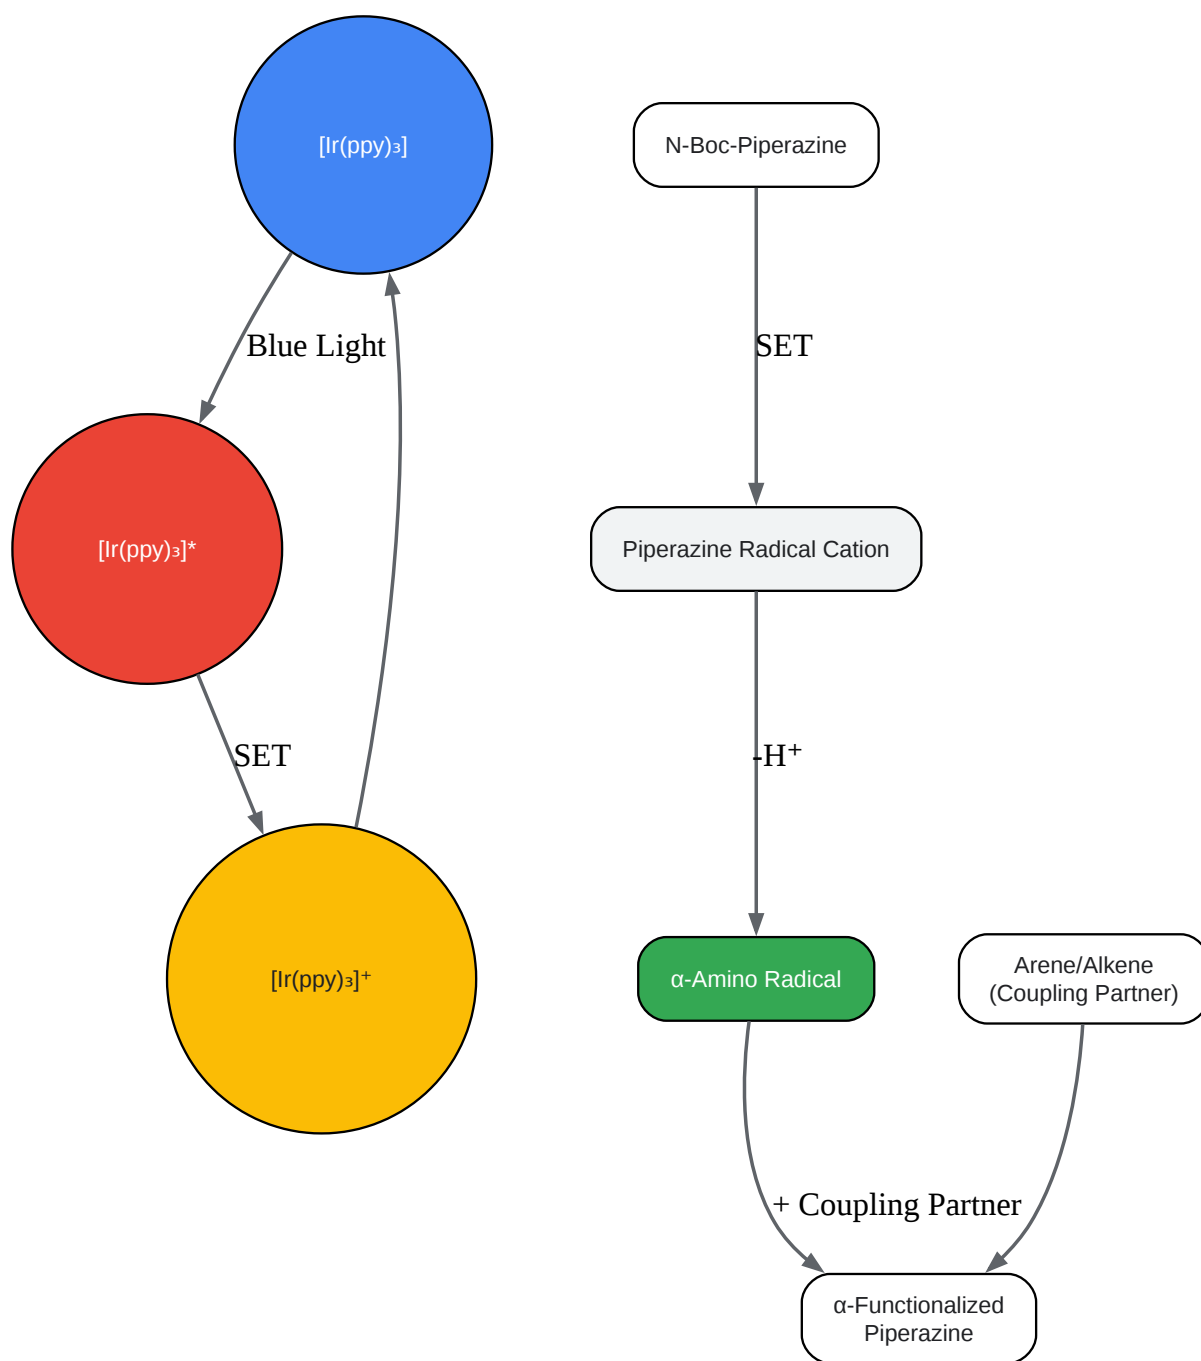 [Ir(ppy)₃]
N-Boc-Piperazine
Blue Light
SET
[Ir(ppy)₃]*
Piperazine Radical Cation
SET
-H⁺
[Ir(ppy)₃]⁺
α-Amino Radical
Arene/Alkene
(Coupling Partner)
+ Coupling Partner
α-Functionalized
Piperazine